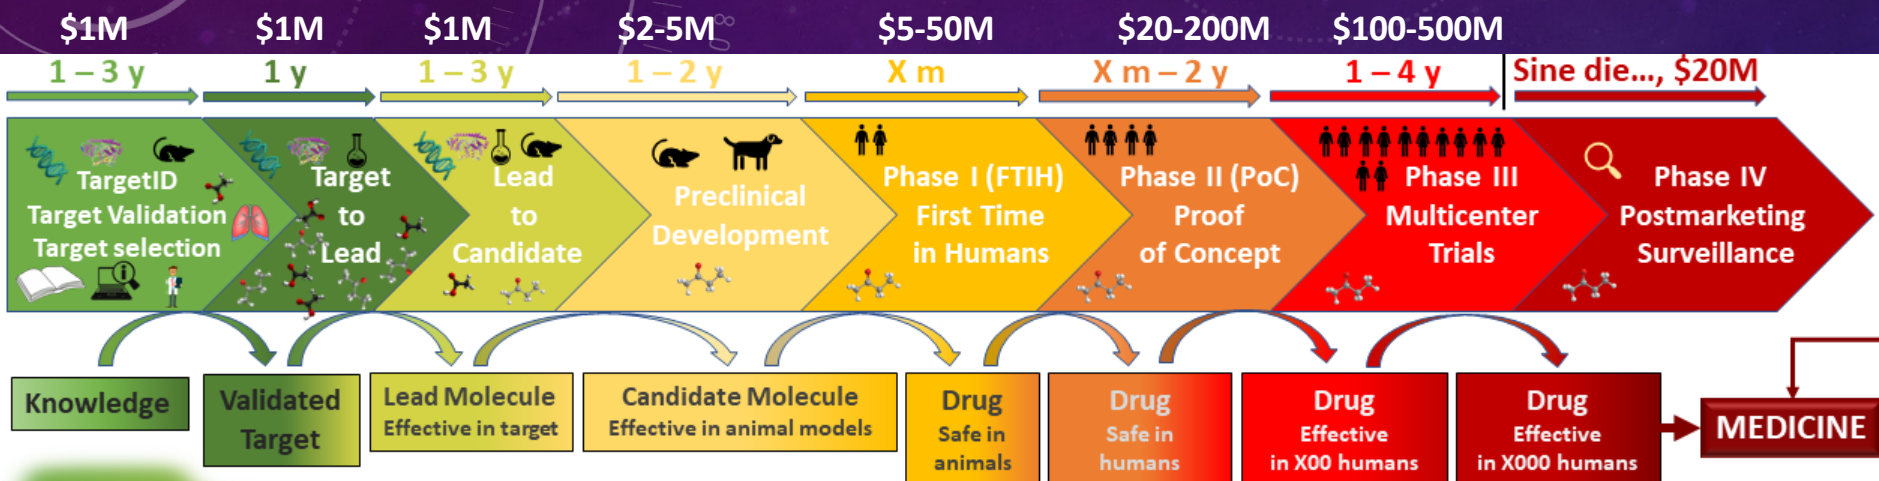 $1M
$1M
$1M
$2-5M
$5-50M
$20-200M
$100-500M
1 – 3 y
1 y
1 – 3 y
1 – 2 y
X m
X m – 2 y
1 – 4 y
Sine die..., $20M
TargetID
Target Validation
Target selection
Target
to
Lead
Lead
to
Candidate
Preclinical
Development
Phase I (FTIH)
First Time
in Humans
Phase II (PoC)
Proof
of Concept
Phase III
Multicenter
Trials
Phase IV
Postmarketing
Surveillance
Knowledge
Validated
Target
Lead Molecule
Effective in target
Candidate Molecule
Effective in animal models
Drug
Safe in
animals
Drug
Safe in
humans
Drug
Effective
in X00 humans
Drug
Effective
in X000 humans
MEDICINE